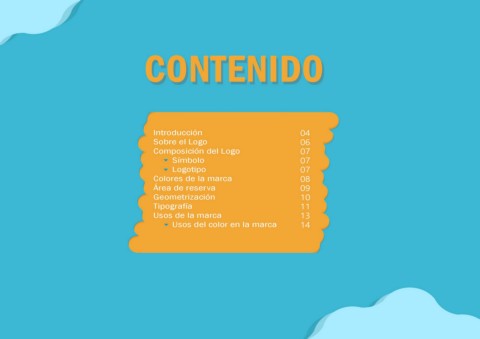 CONTENIDO
Introducción 04
Sobre el Logo 06
Composición del Logo 07
Símbolo 07
Logotipo 07
Colores de la marca 08
Área de reserva 09
Geometrización 10
Tipografía 11
Usos de la marca 13
Usos del color en la marca 14